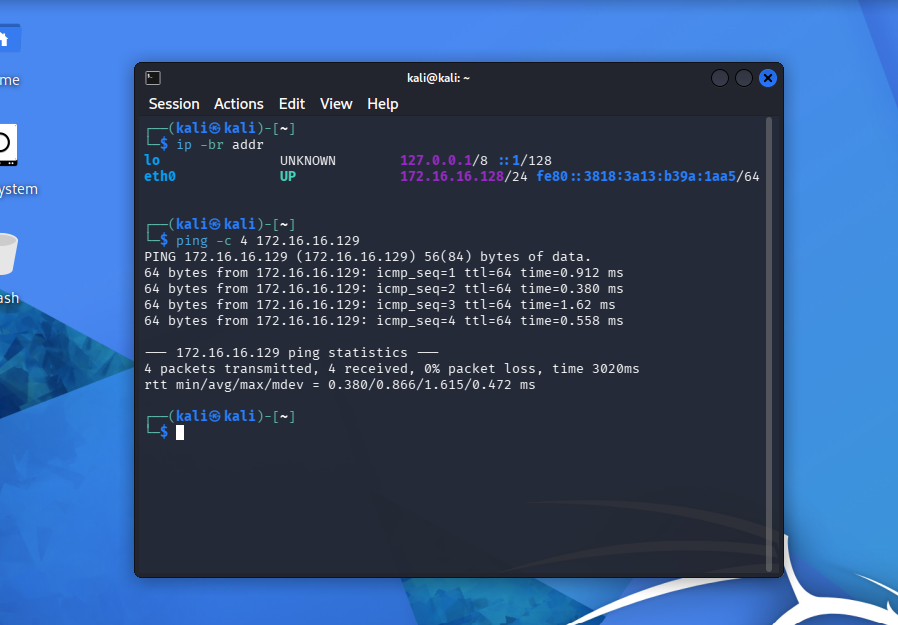 me
ystem
ash
kali@kali: ~
Session Actions Edit View Help
┌──(kali㉿kali)-[~]
└─$ ip -br addr
lo UNKNOWN 127.0.0.1/8 ::1/128
eth0 UP 172.16.16.128/24 fe80::3818:3a13:b39a:1aa5/64
┌──(kali㉿kali)-[~]
└─$ ping -c 4 172.16.16.129
PING 172.16.16.129 (172.16.16.129) 56(84) bytes of data.
64 bytes from 172.16.16.129: icmp_seq=1 ttl=64 time=0.912 ms
64 bytes from 172.16.16.129: icmp_seq=2 ttl=64 time=0.380 ms
64 bytes from 172.16.16.129: icmp_seq=3 ttl=64 time=1.62 ms
64 bytes from 172.16.16.129: icmp_seq=4 ttl=64 time=0.558 ms
--- 172.16.16.129 ping statistics ---
4 packets transmitted, 4 received, 0% packet loss, time 3020ms
rtt min/avg/max/mdev = 0.380/0.866/1.615/0.472 ms
┌──(kali㉿kali)-[~]
└─$